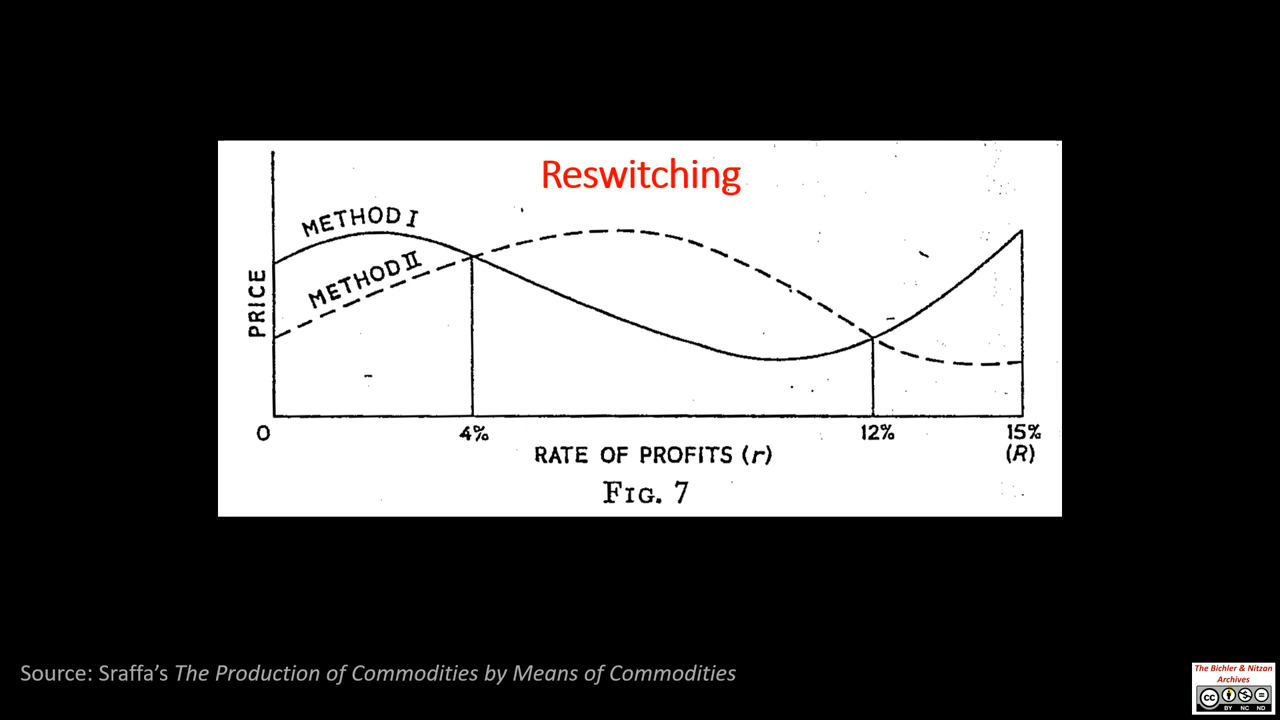 Reswitching
METHOD I
METHOD II
PRICE
0 4% 12% 15%
RATE OF PROFITS (r) (R)
FIG. 7
Source: Sraffa's The Production of Commodities by Means of Commodities
The Bichler & Nitzan
Archives
cc
BY NC ND